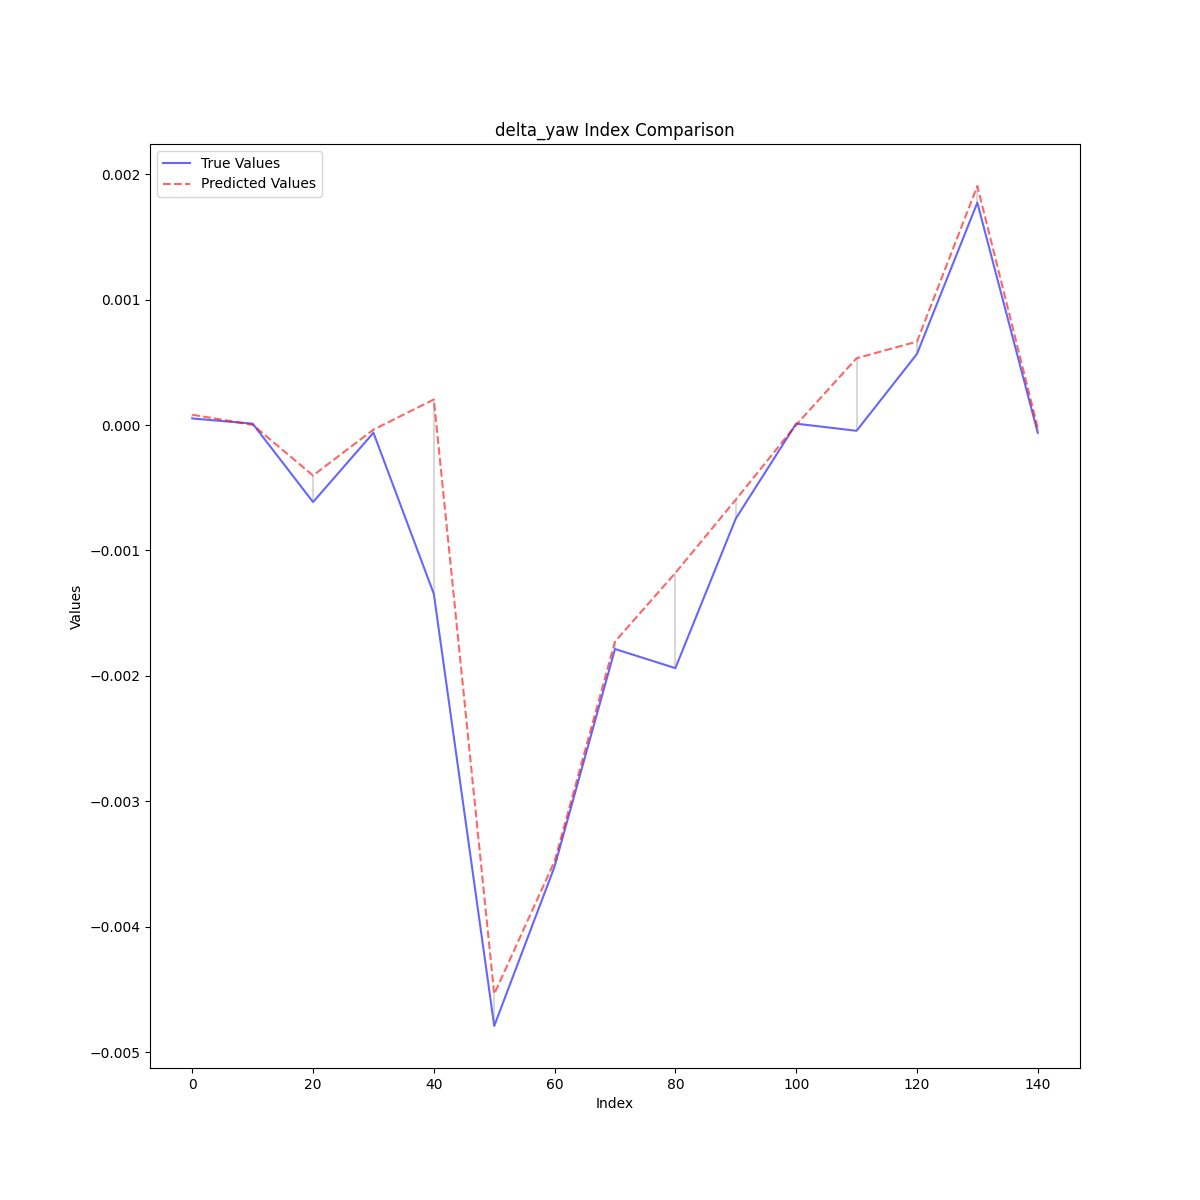 delta_yaw Index Comparison
True Values
Predicted Values
0.002
0.001
0.000
−0.001
−0.002
−0.003
−0.004
−0.005
Values
0 20 40 60 80 100 120 140
Index